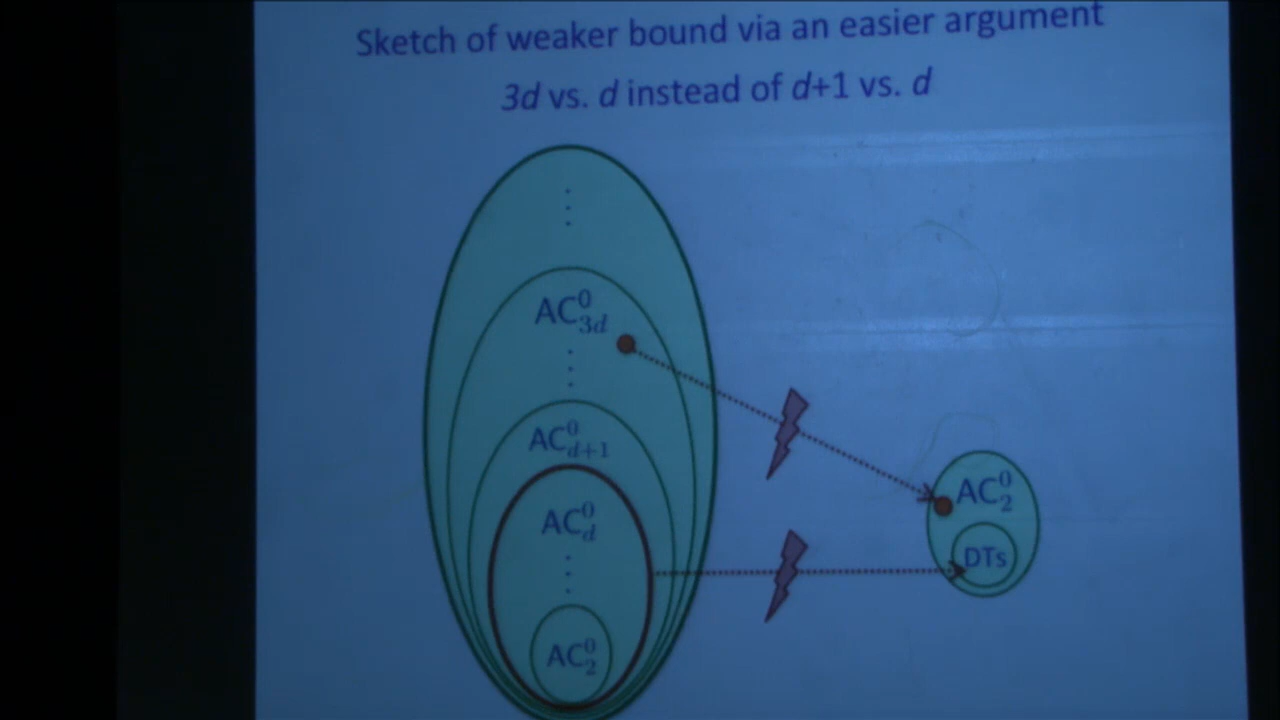 Sketch of weaker bound via an easier argument
3d vs. d instead of d+1 vs. d
AC⁰₃d
AC⁰d+1
AC⁰d
AC⁰₂
AC⁰₂
DTs